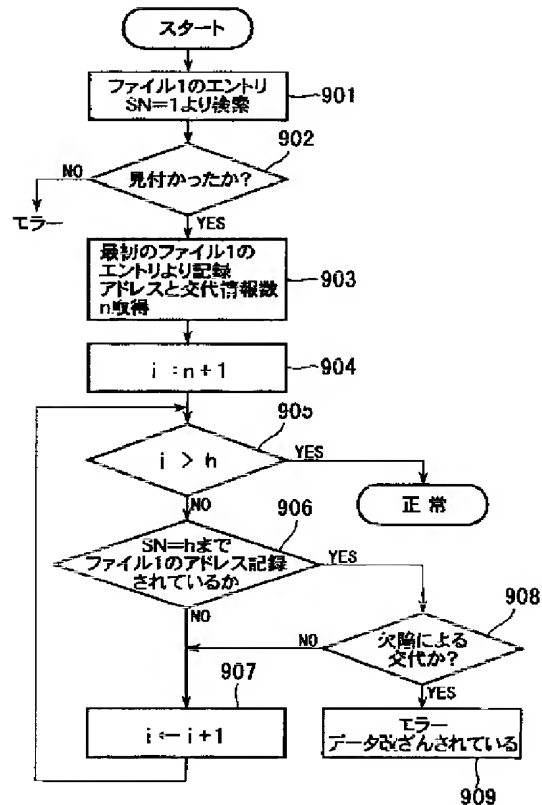 スタート
ファイル1のエントリ
SN=1より検索
901
902
見付かったか?
NO
エラー
YES
最初のファイル1の
エントリより記録
アドレスと交代情報数
n取得
903
i :n+1
904
905
i > h
YES
正 常
NO
906
SN=hまで
ファイル1のアドレス記録
されているか
YES
NO
908
欠陥による
交代か?
NO
YES
907
i←i+1
エラー
データ改ざんされている
909